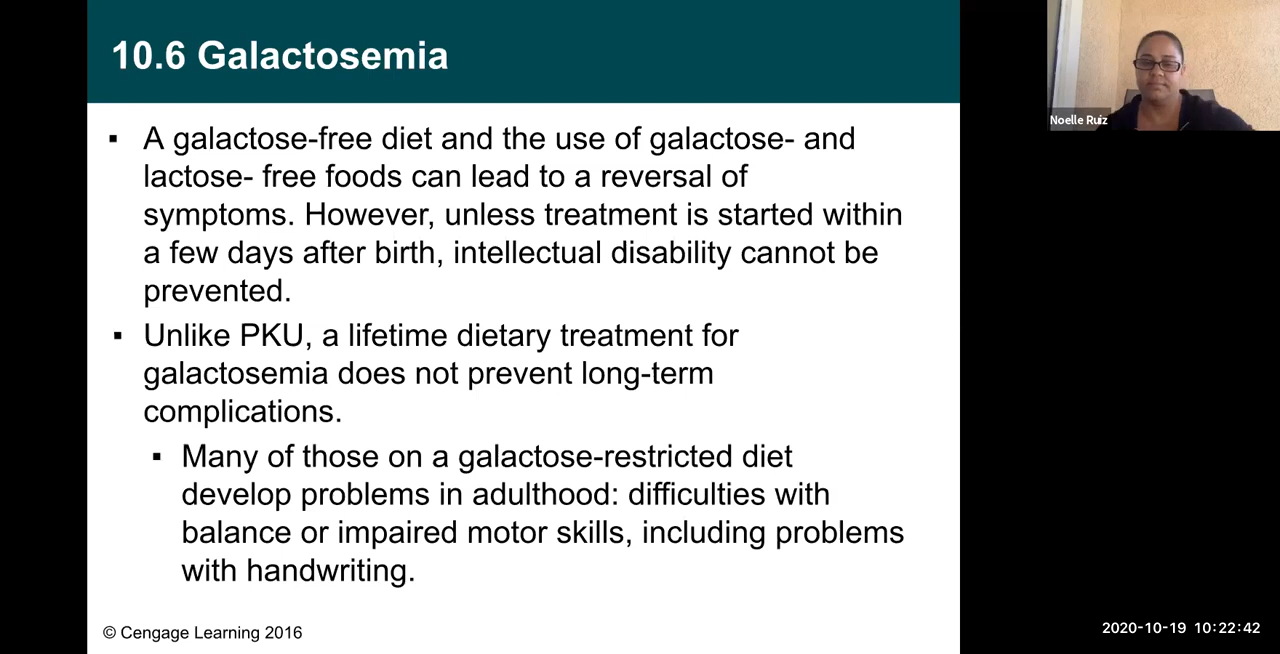 10.6 Galactosemia
▪ A galactose-free diet and the use of galactose- and
lactose- free foods can lead to a reversal of
symptoms. However, unless treatment is started within
a few days after birth, intellectual disability cannot be
prevented.
▪ Unlike PKU, a lifetime dietary treatment for
galactosemia does not prevent long-term
complications.
▪ Many of those on a galactose-restricted diet
develop problems in adulthood: difficulties with
balance or impaired motor skills, including problems
with handwriting.
© Cengage Learning 2016
Noelle Ruiz
2020-10-19 10:22:42